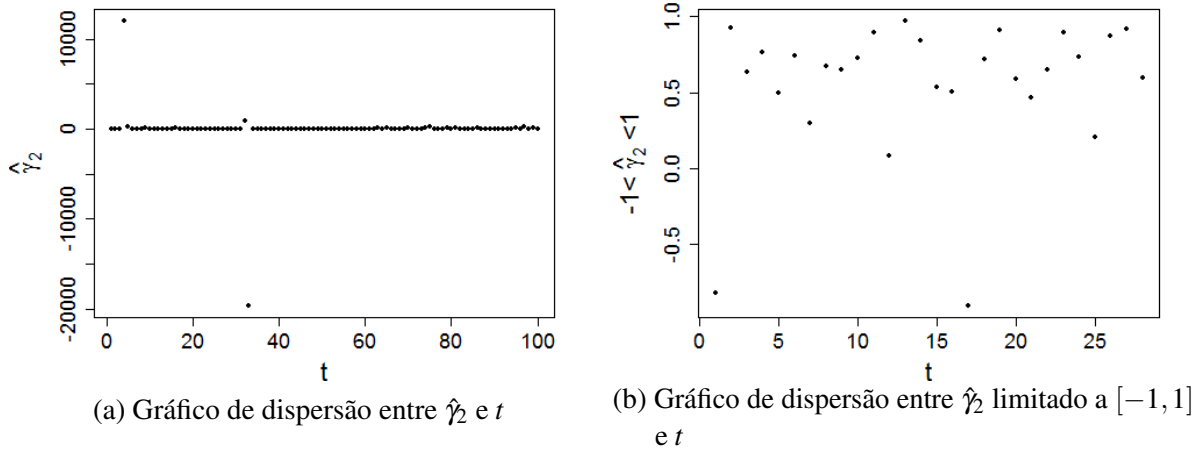 10000
0
-10000
-20000
γ̂₂
0 20 40 60 80 100
t
(a) Gráfico de dispersão entre γ̂₂ e t
1.0
0.5
0.0
-0.5
-1< γ̂₂ <1
0 5 10 15 20 25
t
(b) Gráfico de dispersão entre γ̂₂ limitado a [−1, 1]
e t